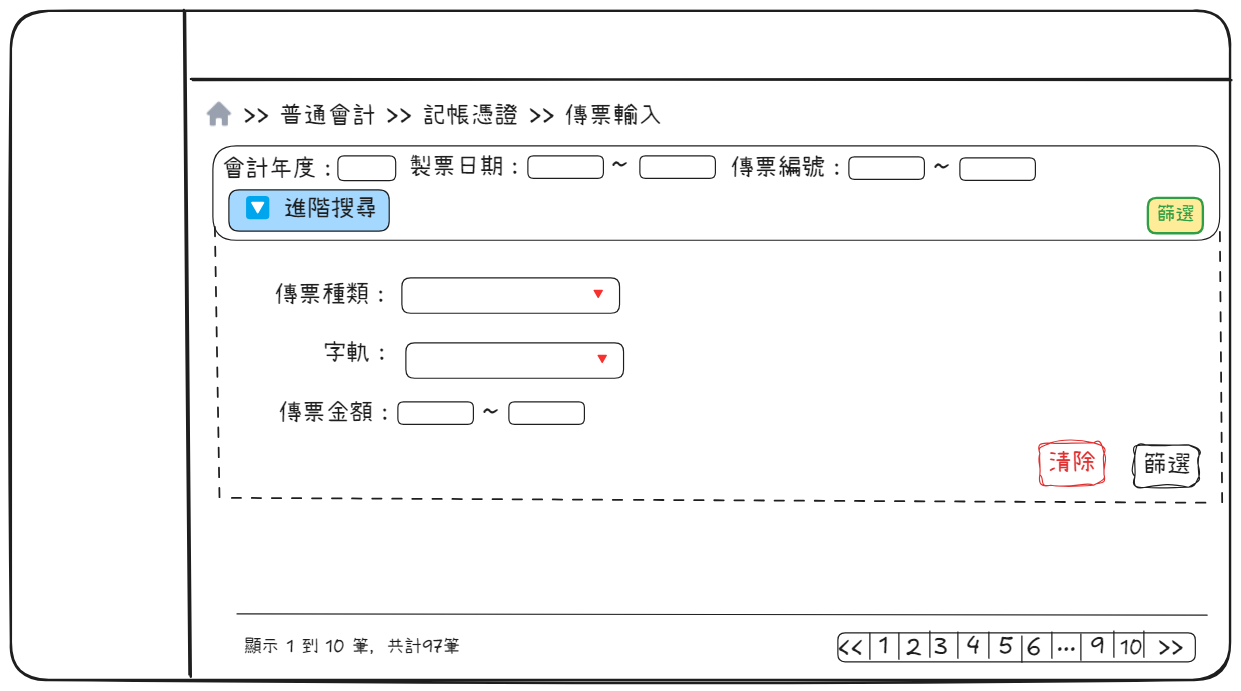 >> 普通會計 >> 記帳憑證 >> 傳票輸入
會計年度： 製票日期： ~ 傳票編號： ~
進階搜尋
篩選
傳票種類：
字軌：
傳票金額： ~
清除 篩選
顯示 1 到 10 筆, 共計97筆
<< 1 2 3 4 5 6 ... 9 10 >>